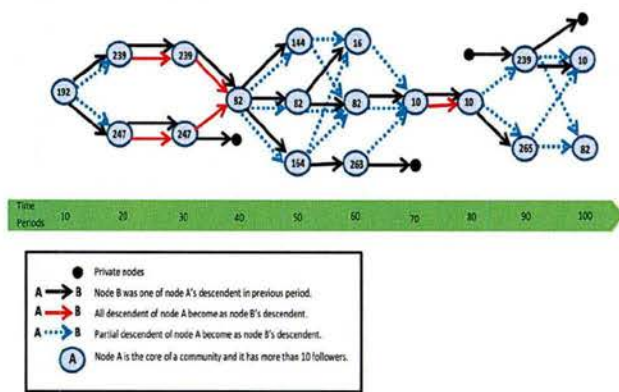 239 239 144 16 239 10
192 82 82 82 10 10
247 247 164 263 265 82
Time
Periods 10 20 30 40 50 60 70 80 90 100
Private nodes
A B Node B was one of node A's descendent in previous period.
A B All descendent of node A become as node B's descendent.
A B Partial descendent of node A become as node B's descendent.
A Node A is the core of a community and it has more than 10 followers.